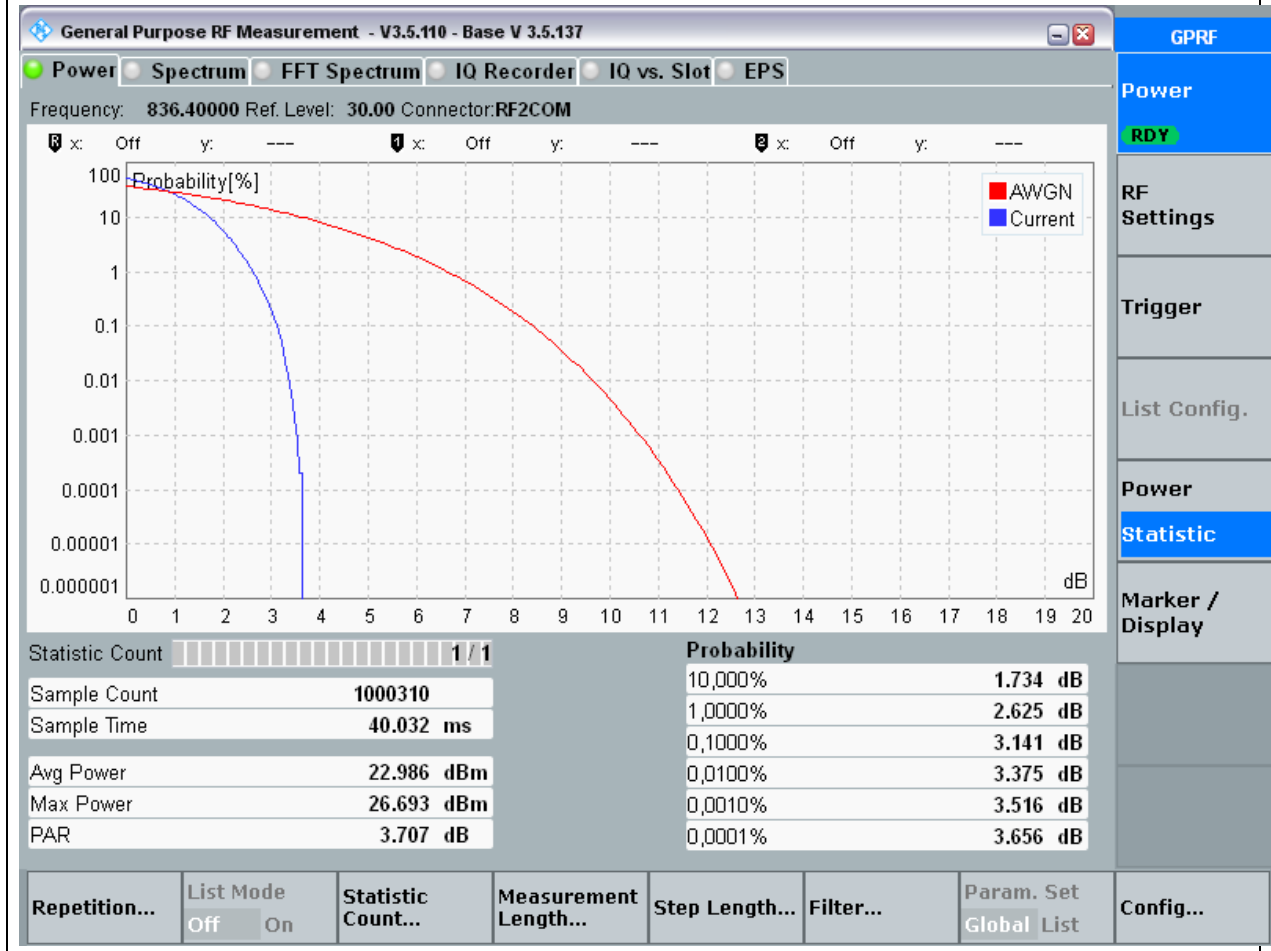 General Purpose RF Measurement - V3.5.110 - Base V 3.5.137
GPRF
Power Spectrum FFT Spectrum IQ Recorder IQ vs. Slot EPS
Frequency: 836.40000 Ref. Level: 30.00 Connector:RF2COM
R x: Off y: --- 1 x: Off y: --- 2 x: Off y: ---
Probability[%]
AWGN
Current
100
10
1
0.1
0.01
0.001
0.0001
0.00001
0.000001
dB
0 1 2 3 4 5 6 7 8 9 10 11 12 13 14 15 16 17 18 19 20
Statistic Count 1 / 1
Sample Count 1000310
Sample Time 40.032 ms
Avg Power 22.986 dBm
Max Power 26.693 dBm
PAR 3.707 dB
Probability
10,000% 1.734 dB
1,0000% 2.625 dB
0,1000% 3.141 dB
0,0100% 3.375 dB
0,0010% 3.516 dB
0,0001% 3.656 dB
Power
RDY
RF
Settings
Trigger
List Config.
Power
Statistic
Marker /
Display
Repetition...
List Mode
Off On
Statistic
Count...
Measurement
Length...
Step Length...
Filter...
Param. Set
Global List
Config...